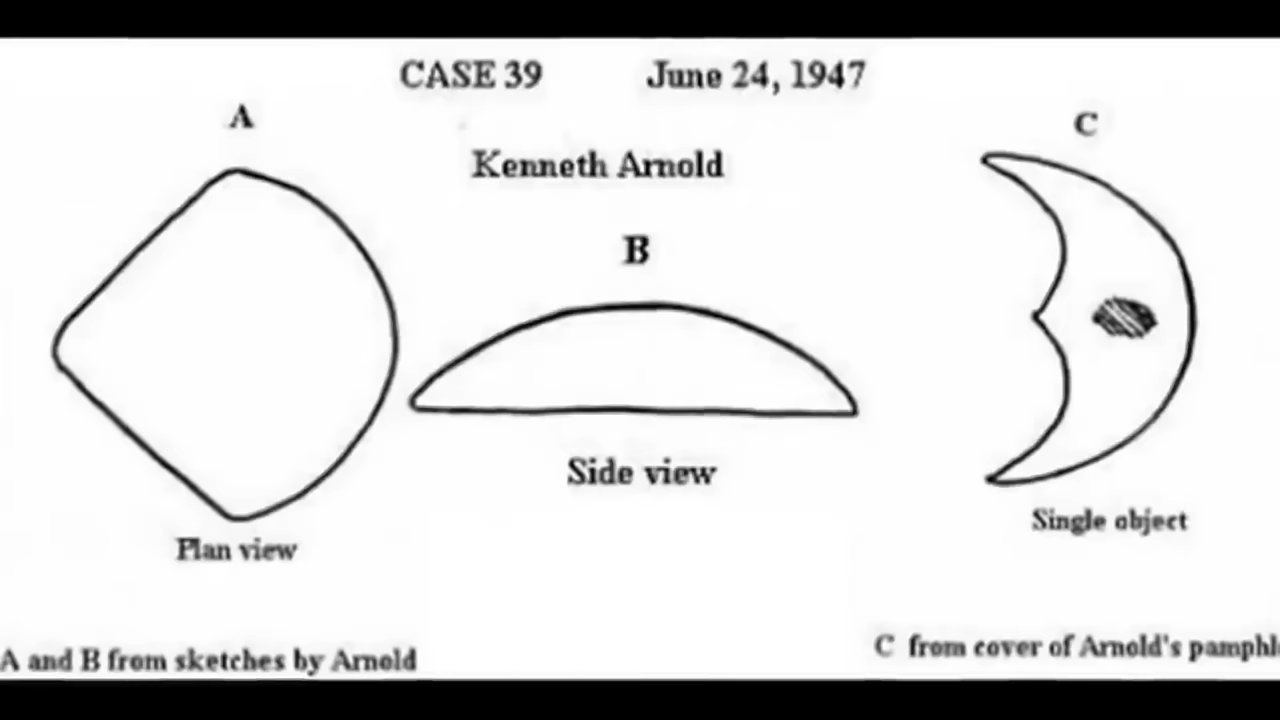 CASE 39 June 24, 1947
A
C
Kenneth Arnold
B
Side view
Single object
Plan view
A and B from sketches by Arnold
C from cover of Arnold's